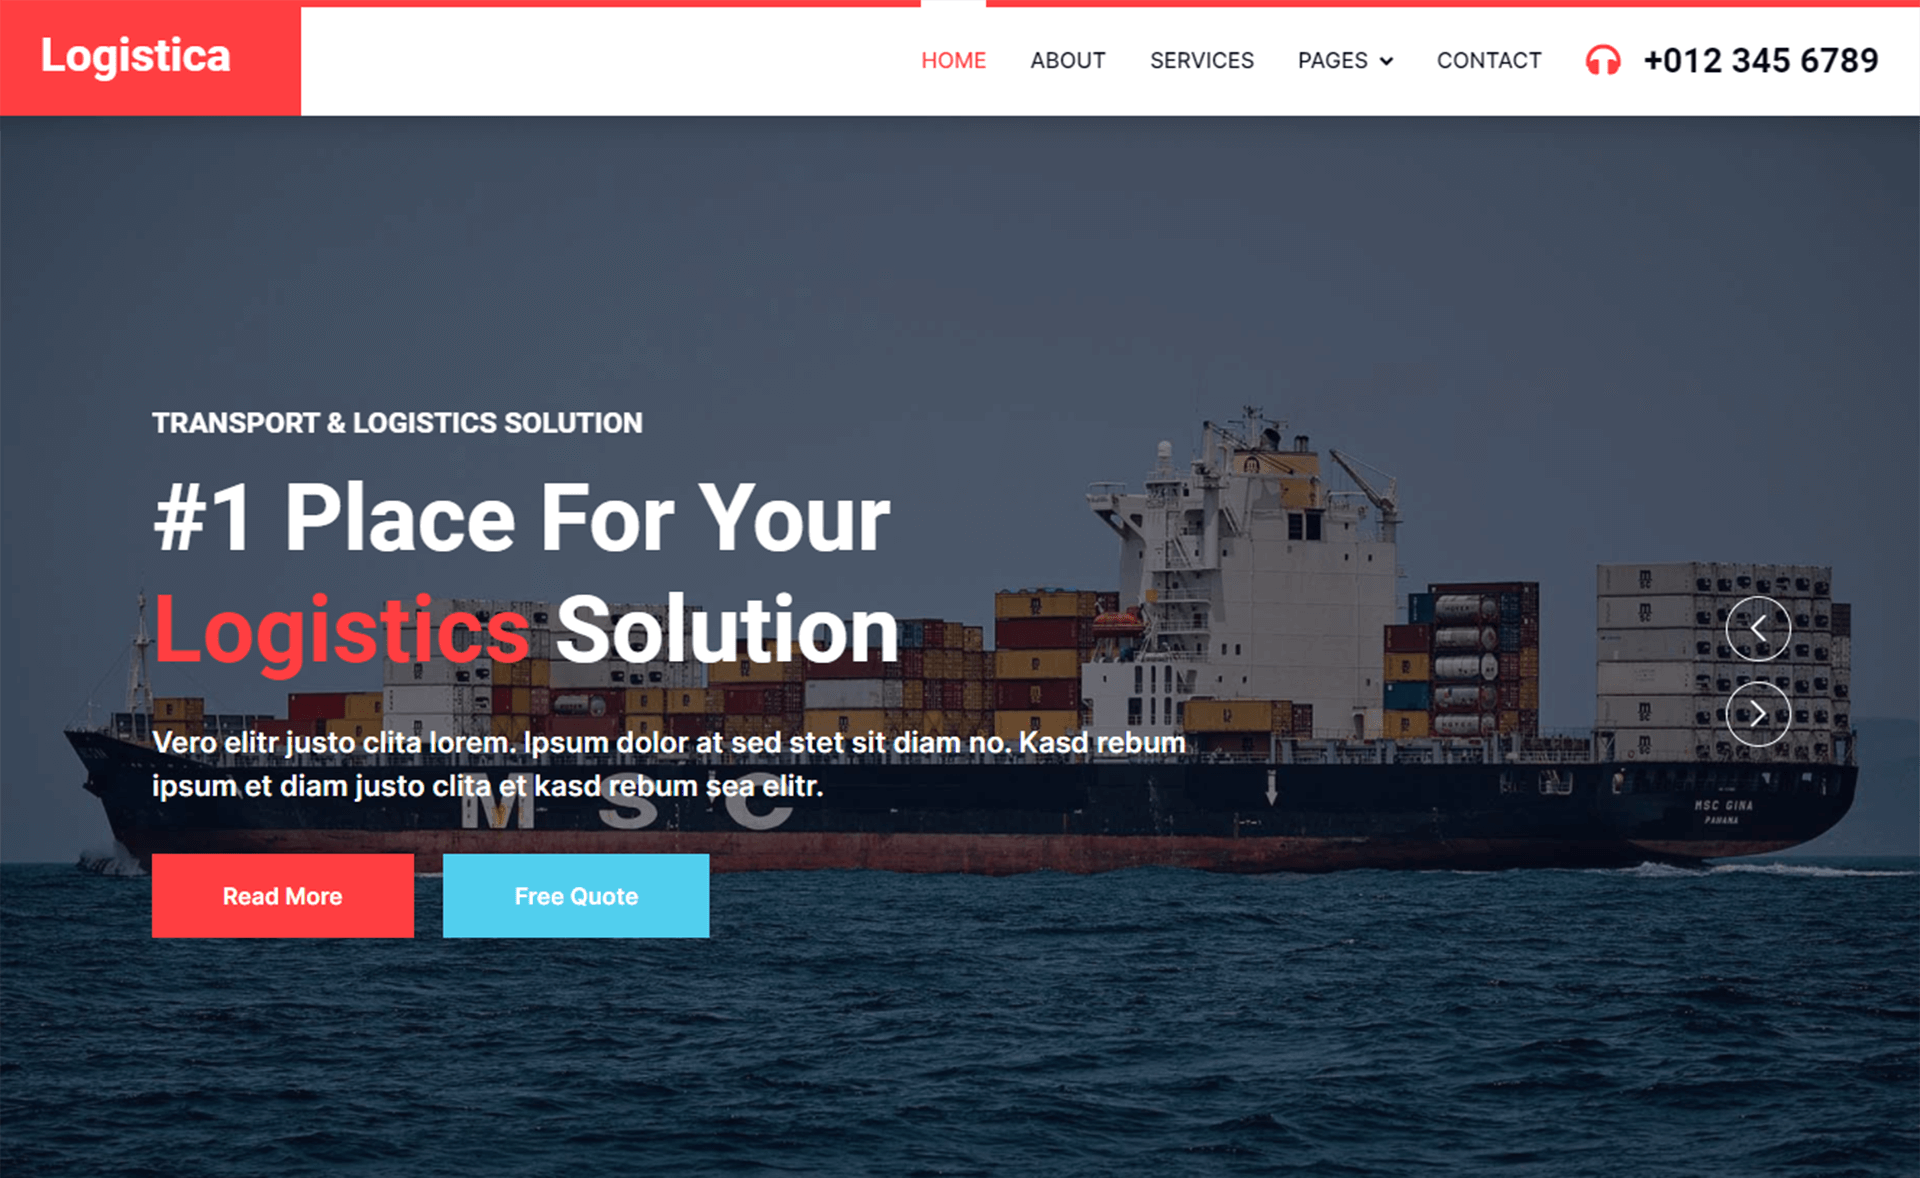 Logistica
HOME ABOUT SERVICES PAGES CONTACT +012 345 6789
TRANSPORT & LOGISTICS SOLUTION
#1 Place For Your
Logistics Solution
Vero elitr justo clita lorem. Ipsum dolor at sed stet sit diam no. Kasd rebum
ipsum et diam justo clita et kasd rebum sea elitr.
MSC
MSC GINA
PANAMA
Read More Free Quote